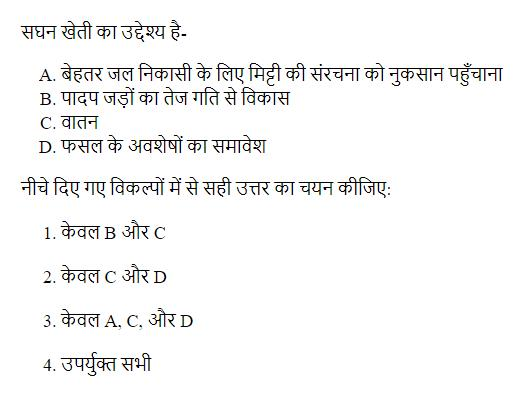 सघन खेती का उद्देश्य है-
A. बेहतर जल निकासी के लिए मिट्टी की संरचना को नुकसान पहुँचाना
B. पादप जड़ों का तेज गति से विकास
C. वातन
D. फसल के अवशेषों का समावेश
नीचे दिए गए विकल्पों में से सही उत्तर का चयन कीजिए:
1. केवल B और C
2. केवल C और D
3. केवल A, C, और D
4. उपर्युक्त सभी